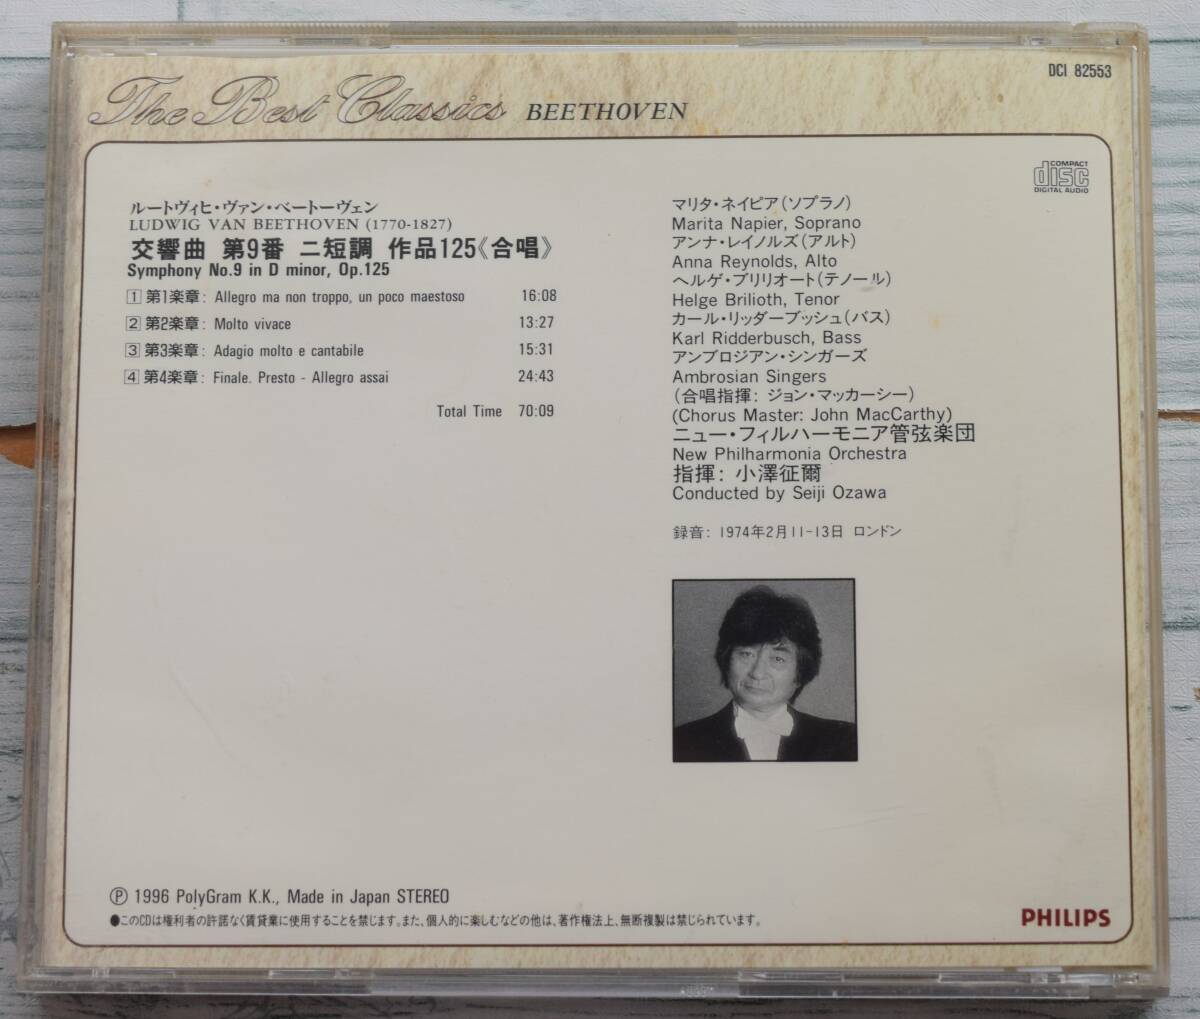 The Best Classics BEETHOVEN
DCI 82553
COMPACT
disc
DIGITAL AUDIO
ルートヴィヒ・ヴァン・ベートーヴェン
LUDWIG VAN BEETHOVEN (1770-1827)
交響曲 第9番 ニ短調 作品125《合唱》
Symphony No.9 in D minor, Op.125
1 第1楽章: Allegro ma non troppo, un poco maestoso 16:08
2 第2楽章: Molto vivace 13:27
3 第3楽章: Adagio molto e cantabile 15:31
4 第4楽章: Finale. Presto - Allegro assai 24:43
Total Time 70:09
マリタ・ネイピア(ソプラノ)
Marita Napier, Soprano
アンナ・レイノルズ(アルト)
Anna Reynolds, Alto
ヘルゲ・ブリリオート(テノール)
Helge Brilioth, Tenor
カール・リッダーブッシュ(バス)
Karl Ridderbusch, Bass
アンブロジアン・シンガーズ
Ambrosian Singers
(合唱指揮: ジョン・マッカーシー)
(Chorus Master: John MacCarthy)
ニュー・フィルハーモニア管弦楽団
New Philharmonia Orchestra
指揮: 小澤征爾
Conducted by Seiji Ozawa
録音: 1974年2月11-13日 ロンドン
Ⓟ 1996 PolyGram K.K., Made in Japan STEREO
●このCDは権利者の許諾なく賃貸業に使用することを禁じます。また、個人的に楽しむなどの他は、著作権法上、無断複製は禁じられています。
PHILIPS